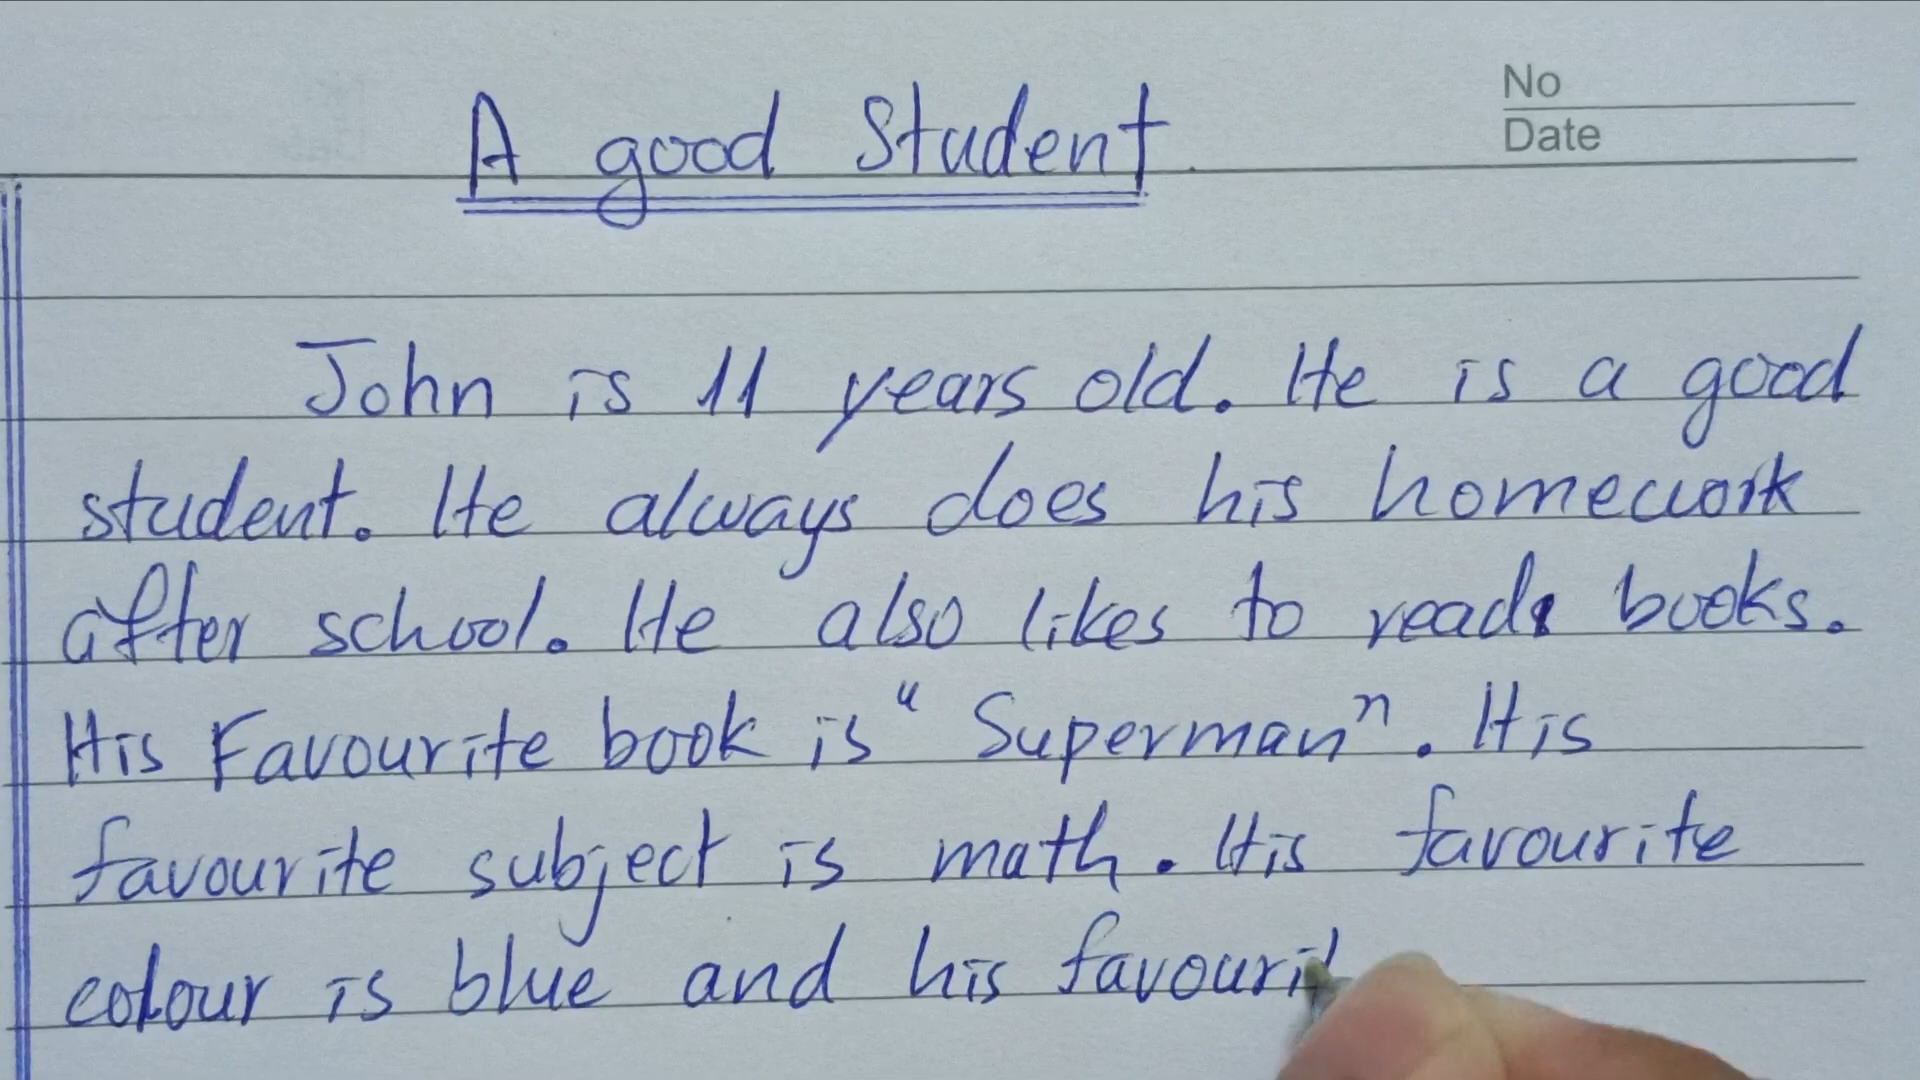 No
Date
A good Student
John is 11 years old. He is a good
student. He always does his homework
after school. He also likes to read books.
His Favourite book is “Superman”. His
favourite subject is math. His favourite
colour is blue and his favourit